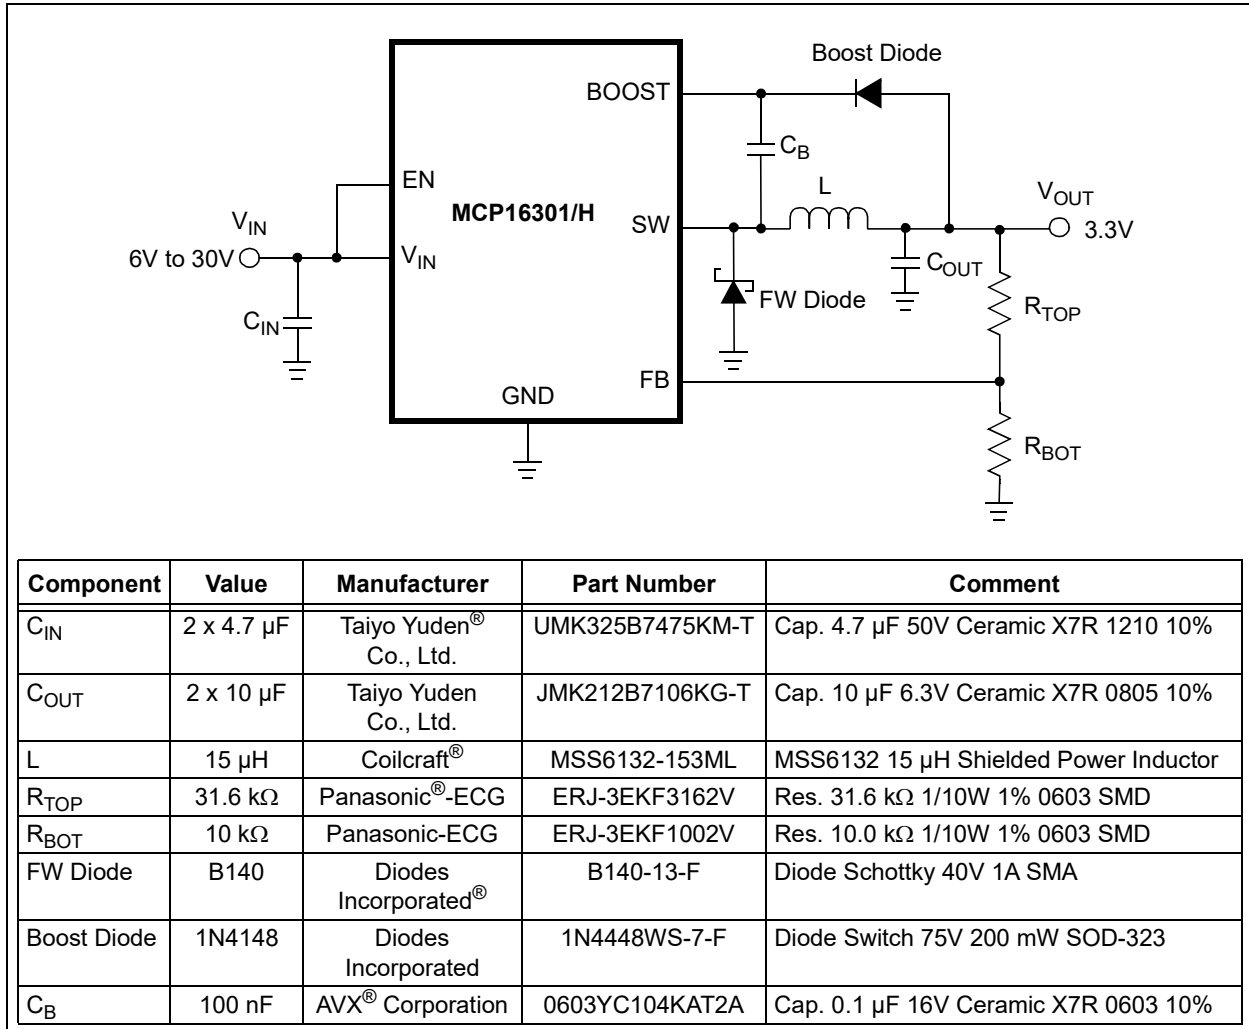 Boost Diode
BOOST
C_B
EN
MCP16301/H
L
V_OUT
V_IN
SW
3.3V
6V to 30V
V_IN
C_OUT
FW Diode
R_TOP
C_IN
FB
GND
R_BOT
Component Value Manufacturer Part Number Comment
C_IN 2 x 4.7 µF Taiyo Yuden® Co., Ltd. UMK325B7475KM-T Cap. 4.7 µF 50V Ceramic X7R 1210 10%
C_OUT 2 x 10 µF Taiyo Yuden Co., Ltd. JMK212B7106KG-T Cap. 10 µF 6.3V Ceramic X7R 0805 10%
L 15 µH Coilcraft® MSS6132-153ML MSS6132 15 µH Shielded Power Inductor
R_TOP 31.6 kΩ Panasonic®-ECG ERJ-3EKF3162V Res. 31.6 kΩ 1/10W 1% 0603 SMD
R_BOT 10 kΩ Panasonic-ECG ERJ-3EKF1002V Res. 10.0 kΩ 1/10W 1% 0603 SMD
FW Diode B140 Diodes Incorporated® B140-13-F Diode Schottky 40V 1A SMA
Boost Diode 1N4148 Diodes Incorporated 1N4448WS-7-F Diode Switch 75V 200 mW SOD-323
C_B 100 nF AVX® Corporation 0603YC104KAT2A Cap. 0.1 µF 16V Ceramic X7R 0603 10%